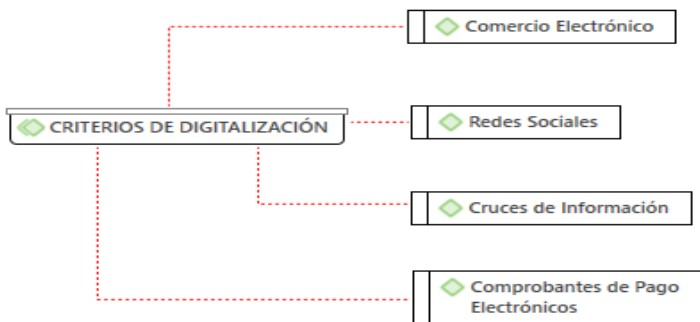 Comercio Electrónico
CRITERIOS DE DIGITALIZACIÓN
Redes Sociales
Cruces de Información
Comprobantes de Pago
Electrónicos